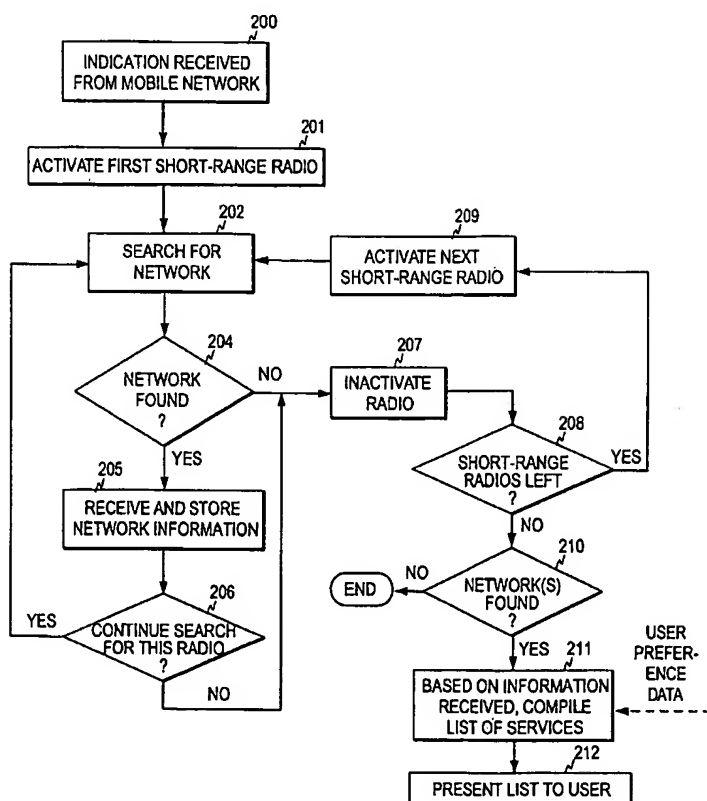 200
INDICATION RECEIVED
FROM MOBILE NETWORK
201
ACTIVATE FIRST SHORT-RANGE RADIO
202
SEARCH FOR
NETWORK
209
ACTIVATE NEXT
SHORT-RANGE RADIO
204
NETWORK
FOUND
?
NO
YES
207
INACTIVATE
RADIO
208
SHORT-RANGE
RADIOS LEFT
?
YES
NO
205
RECEIVE AND STORE
NETWORK INFORMATION
206
CONTINUE SEARCH
FOR THIS RADIO
?
YES
NO
210
NETWORK(S)
FOUND
?
NO
END
YES
USER
PREFER-
ENCE
DATA
211
BASED ON INFORMATION
RECEIVED, COMPILE
LIST OF SERVICES
212
PRESENT LIST TO USER